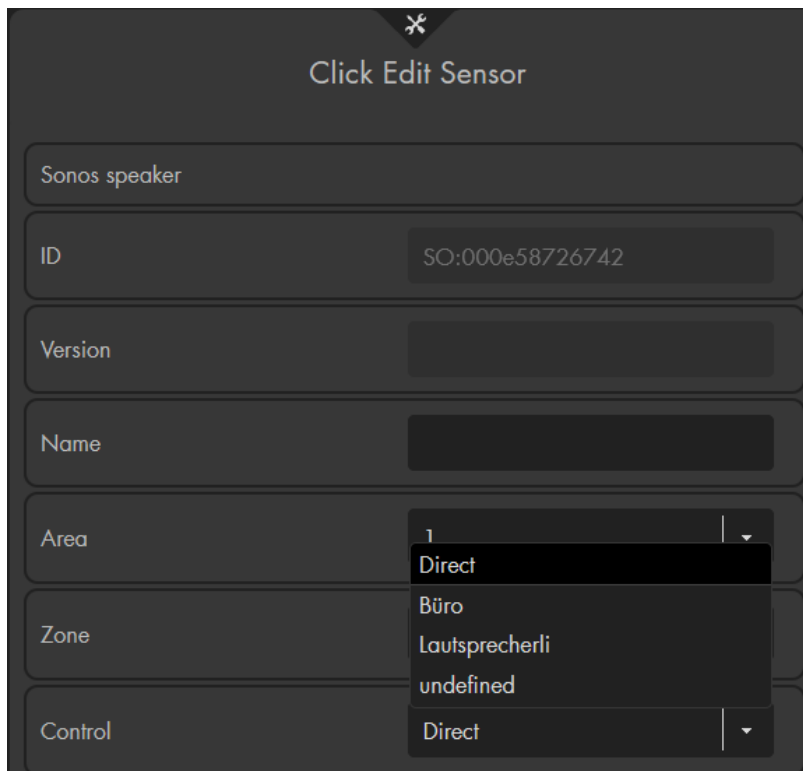 Click Edit Sensor
Sonos speaker
ID
SO:000e58726742
Version
Name
Area
1
Direct
Büro
Zone
Lautsprecherli
undefined
Control
Direct